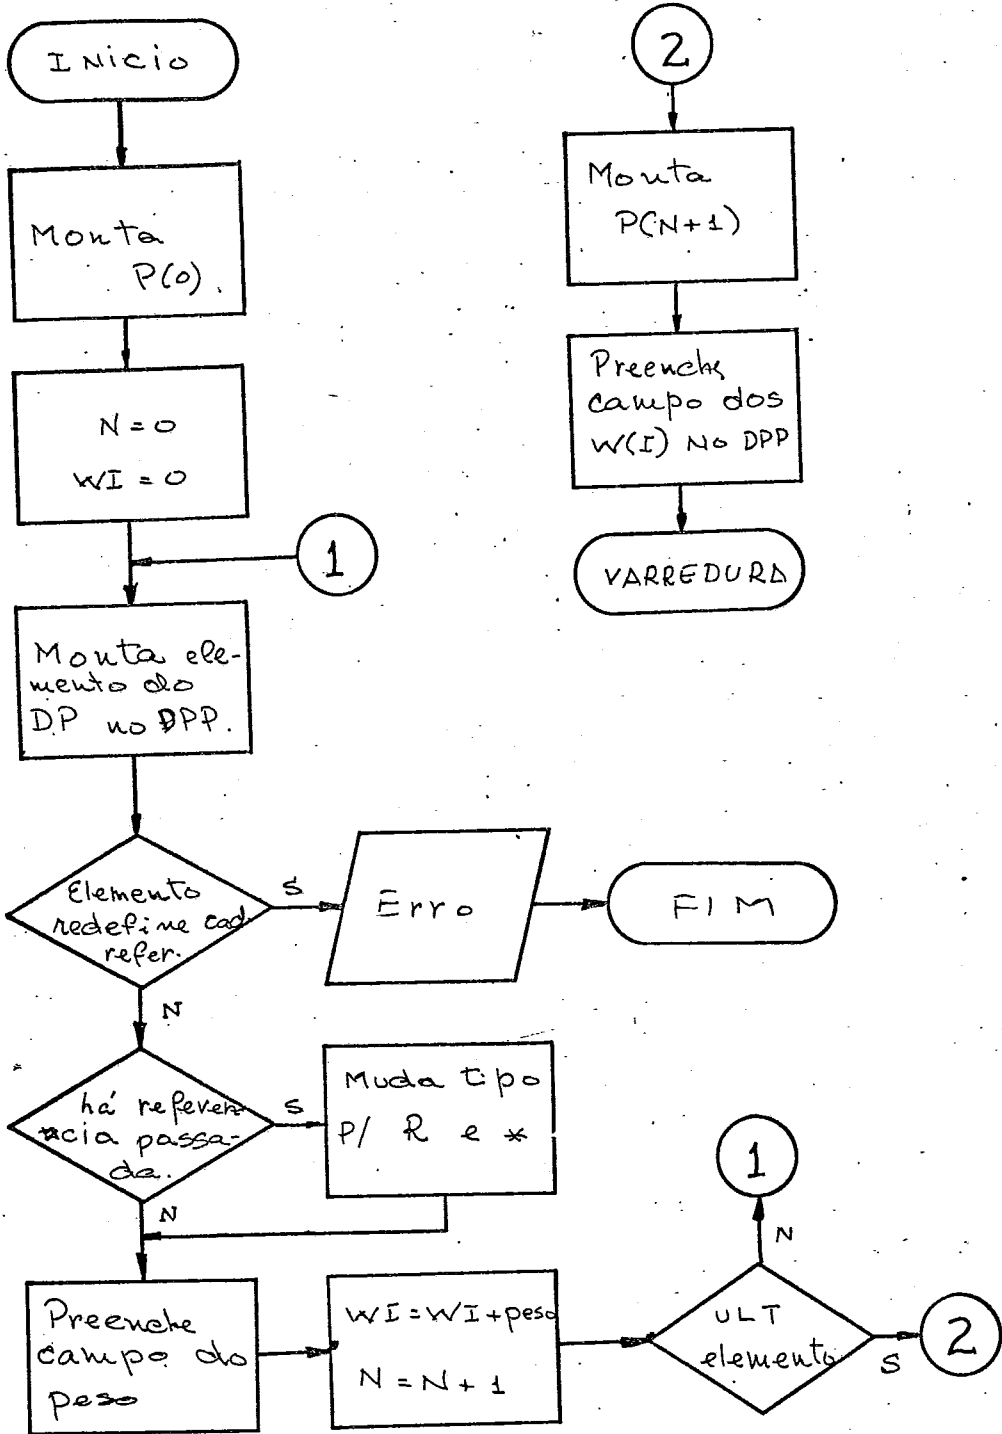 INicio
Monta
P(0).
N = 0
WI = 0
1
Monta ele-
mento do
DP no DPP.
Elemento
redefine cad.
refer.
S
Erro
FIM
N
há referen-
cia passa-
da.
S
Muda tipo
P/ R e *
N
Preenche
campo do
peso
WI = WI + peso
N = N + 1
ULT
elemento
N
1
S
2
2
Monta
P(N+1)
Preenche
campo dos
W(I) No DPP
VARREDURA